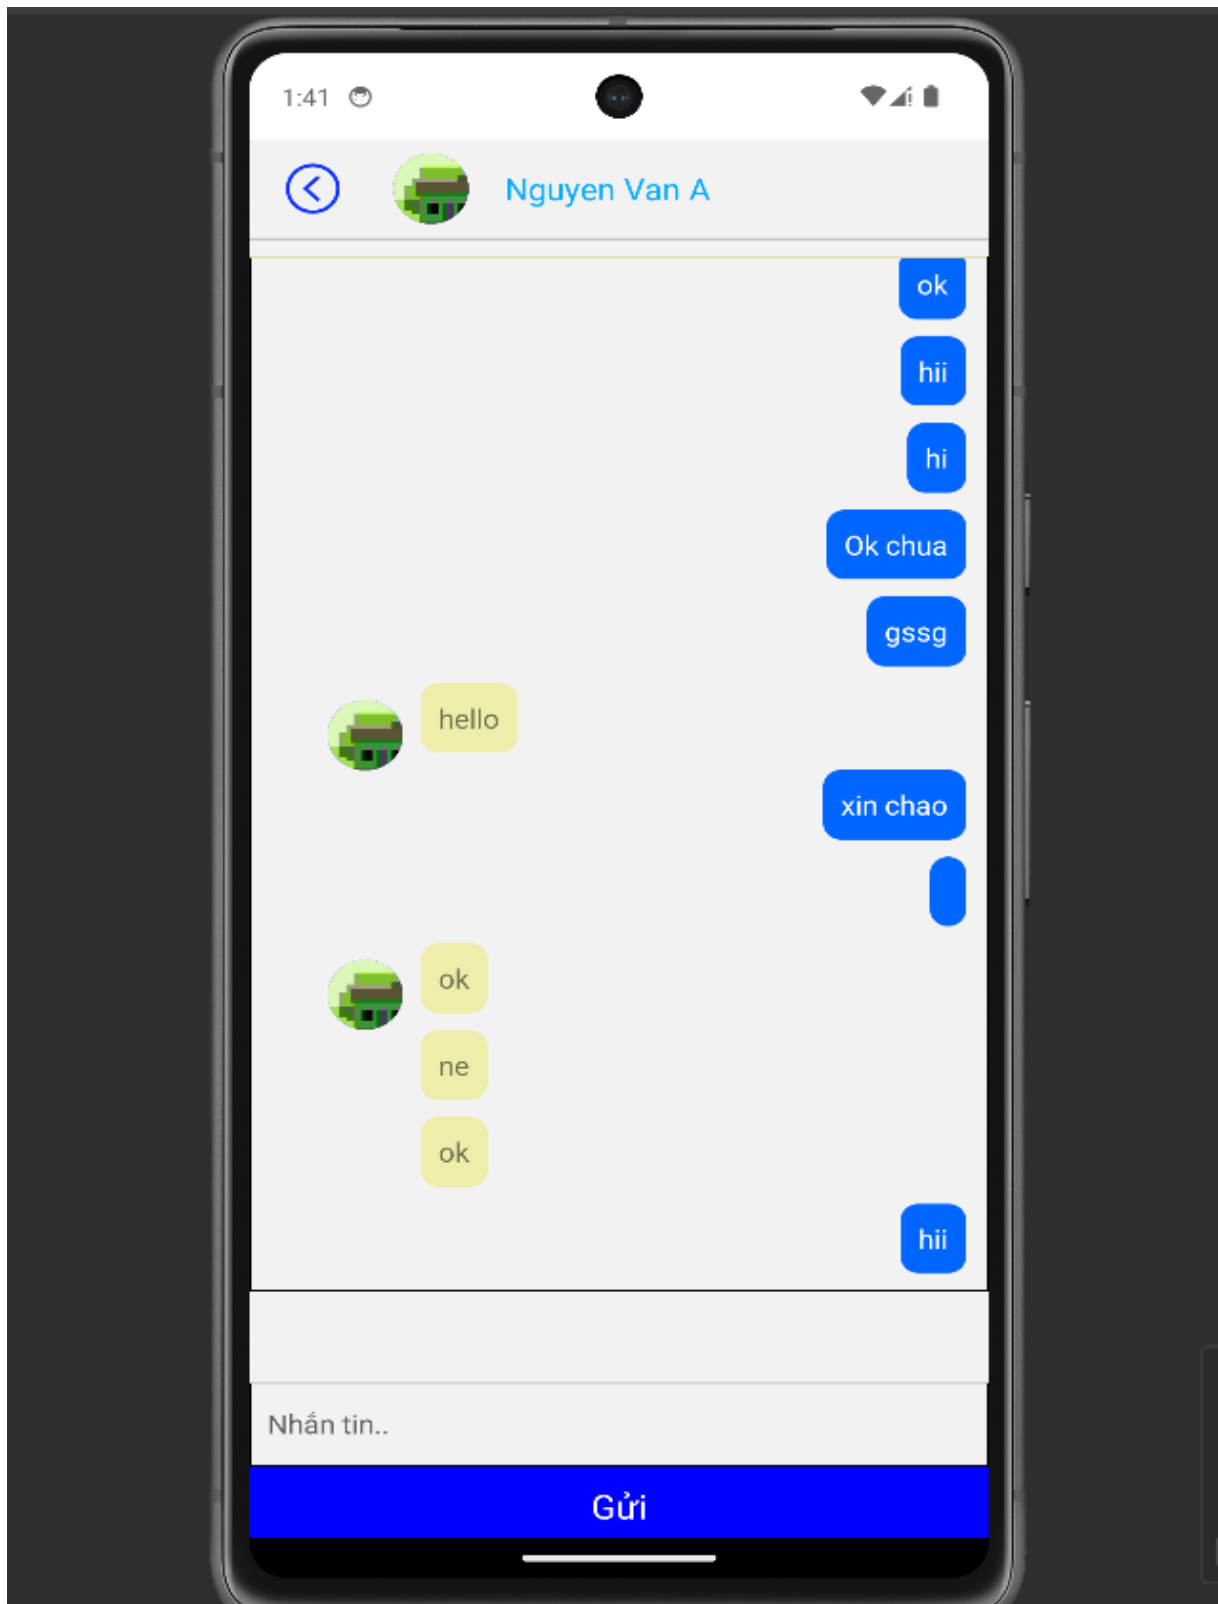 1:41
Nguyen Van A
ok
hii
hi
Ok chua
gssg
hello
xin chao
ok
ne
ok
hii
Nhắn tin..
Gửi